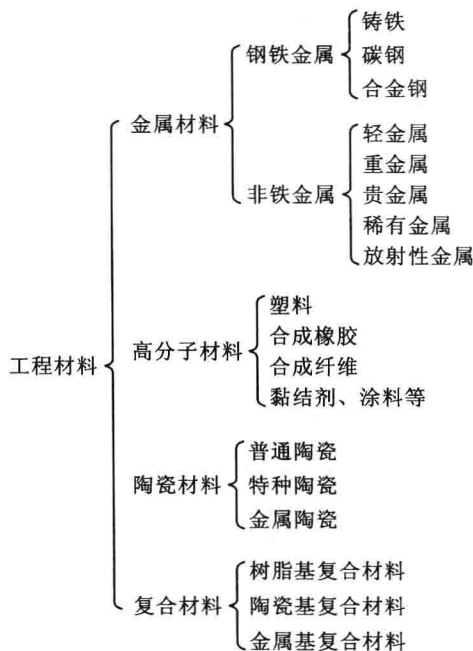 工程材料
金属材料
钢铁金属
铸铁
碳钢
合金钢
非铁金属
轻金属
重金属
贵金属
稀有金属
放射性金属
高分子材料
塑料
合成橡胶
合成纤维
黏结剂、涂料等
陶瓷材料
普通陶瓷
特种陶瓷
金属陶瓷
复合材料
树脂基复合材料
陶瓷基复合材料
金属基复合材料